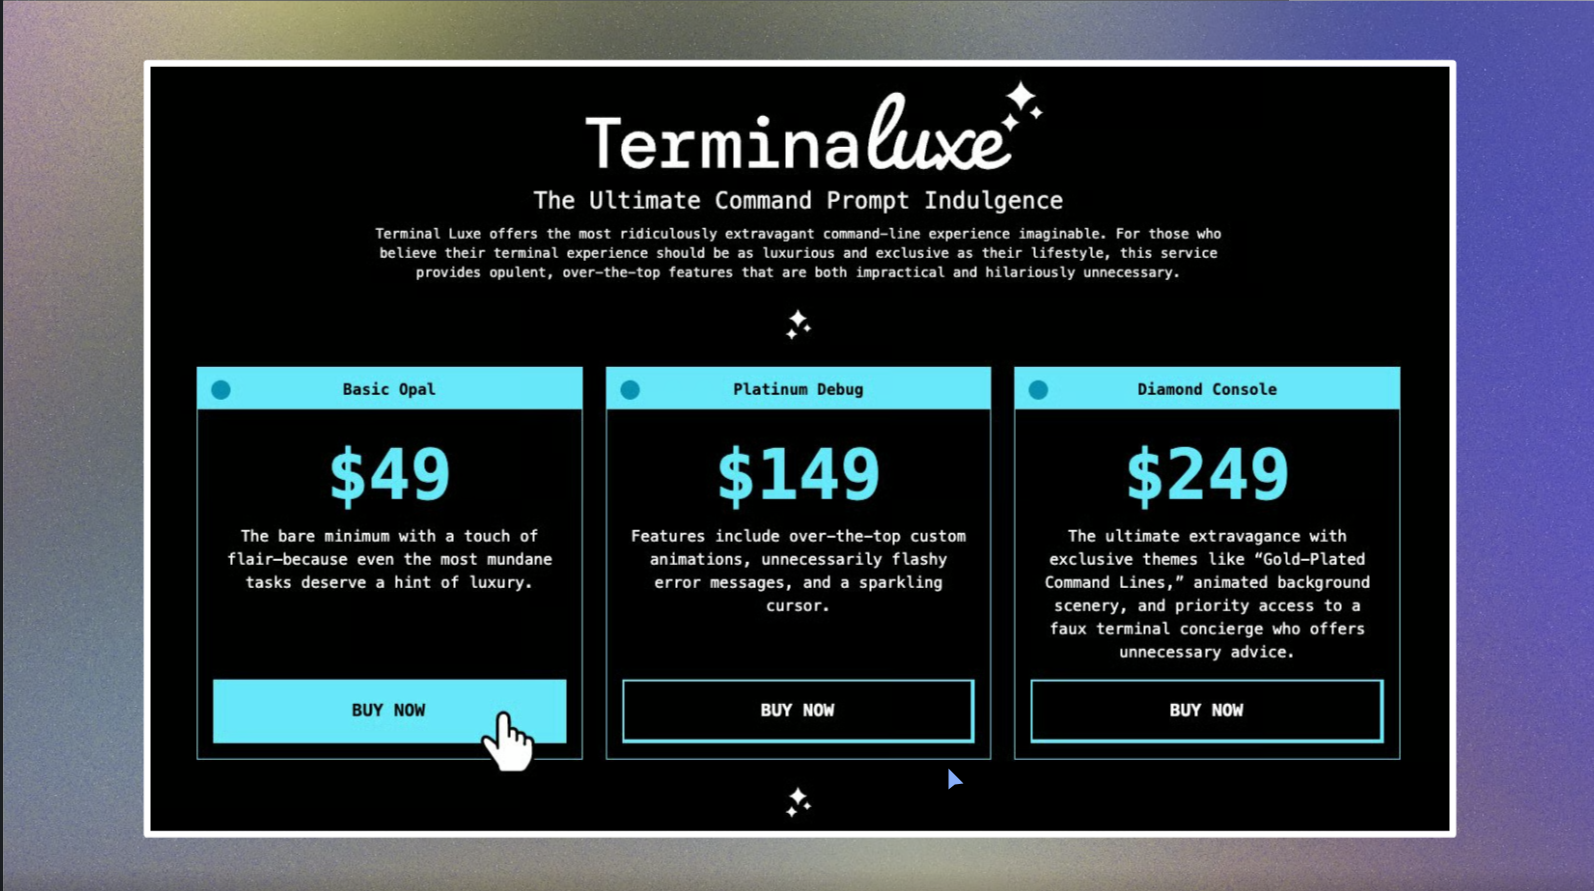 Terminaluxe
The Ultimate Command Prompt Indulgence
Terminal Luxe offers the most ridiculously extravagant command-line experience imaginable. For those who
believe their terminal experience should be as luxurious and exclusive as their lifestyle, this service
provides opulent, over-the-top features that are both impractical and hilariously unnecessary.
Basic Opal
$49
The bare minimum with a touch of
flair—because even the most mundane
tasks deserve a hint of luxury.
BUY NOW
Platinum Debug
$149
Features include over-the-top custom
animations, unnecessarily flashy
error messages, and a sparkling
cursor.
BUY NOW
Diamond Console
$249
The ultimate extravagance with
exclusive themes like “Gold-Plated
Command Lines,” animated background
scenery, and priority access to a
faux terminal concierge who offers
unnecessary advice.
BUY NOW